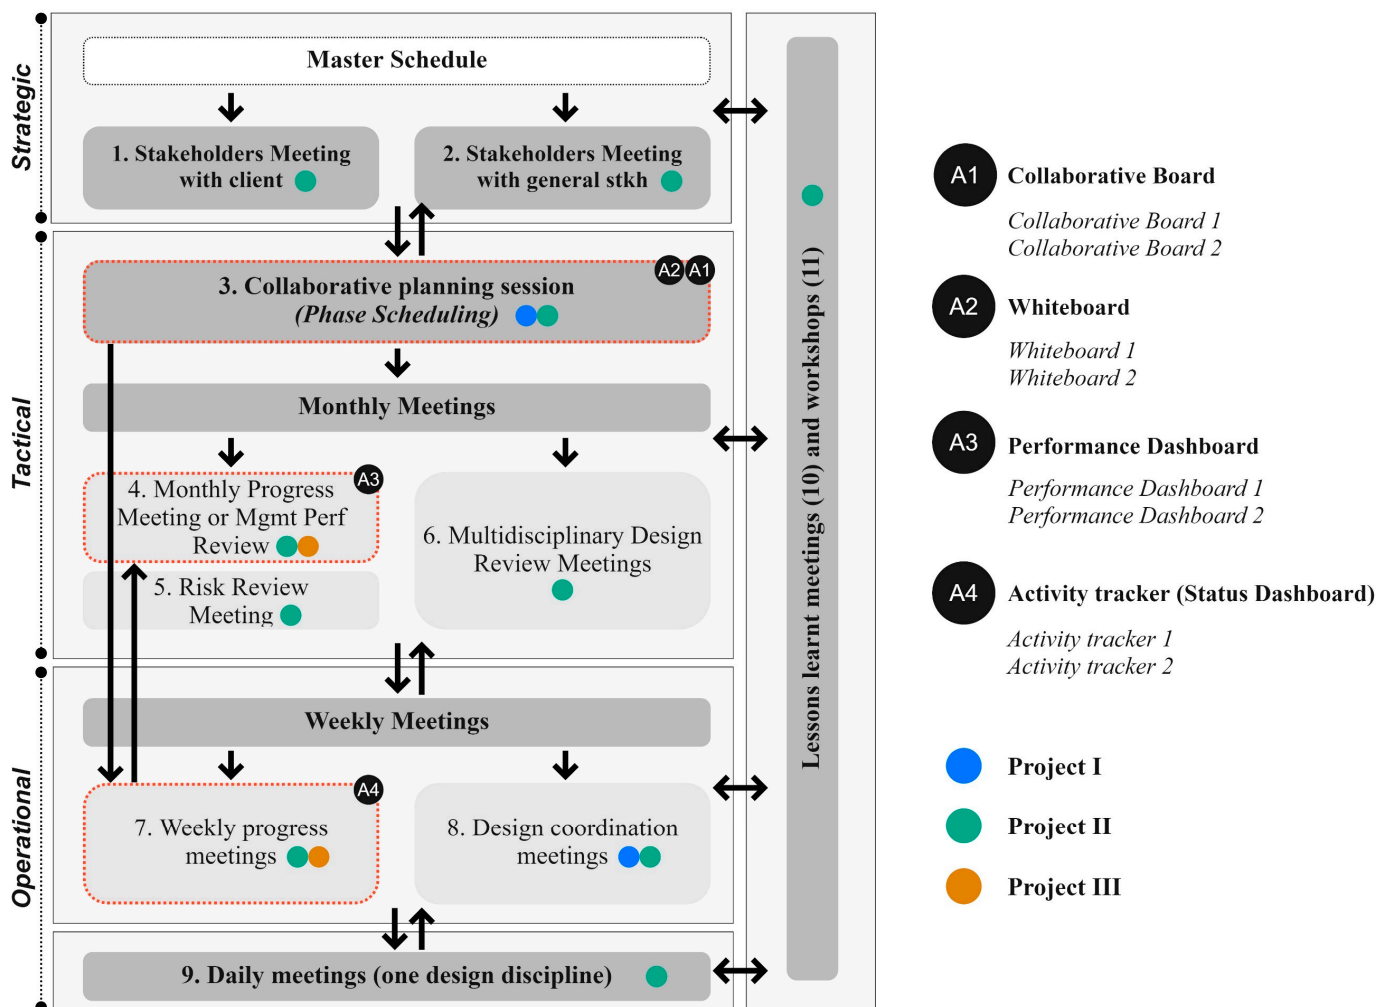 Strategic
Master Schedule
1. Stakeholders Meeting
with client
2. Stakeholders Meeting
with general stkh
Tactical
A2
A1
3. Collaborative planning session
(Phase Scheduling)
Monthly Meetings
A3
4. Monthly Progress
Meeting or Mgmt Perf
Review
5. Risk Review
Meeting
6. Multidisciplinary Design
Review Meetings
Operational
Weekly Meetings
A4
7. Weekly progress
meetings
8. Design coordination
meetings
9. Daily meetings (one design discipline)
Lessons learnt meetings (10) and workshops (11)
A1
Collaborative Board
Collaborative Board 1
Collaborative Board 2
A2
Whiteboard
Whiteboard 1
Whiteboard 2
A3
Performance Dashboard
Performance Dashboard 1
Performance Dashboard 2
A4
Activity tracker (Status Dashboard)
Activity tracker 1
Activity tracker 2
Project I
Project II
Project III